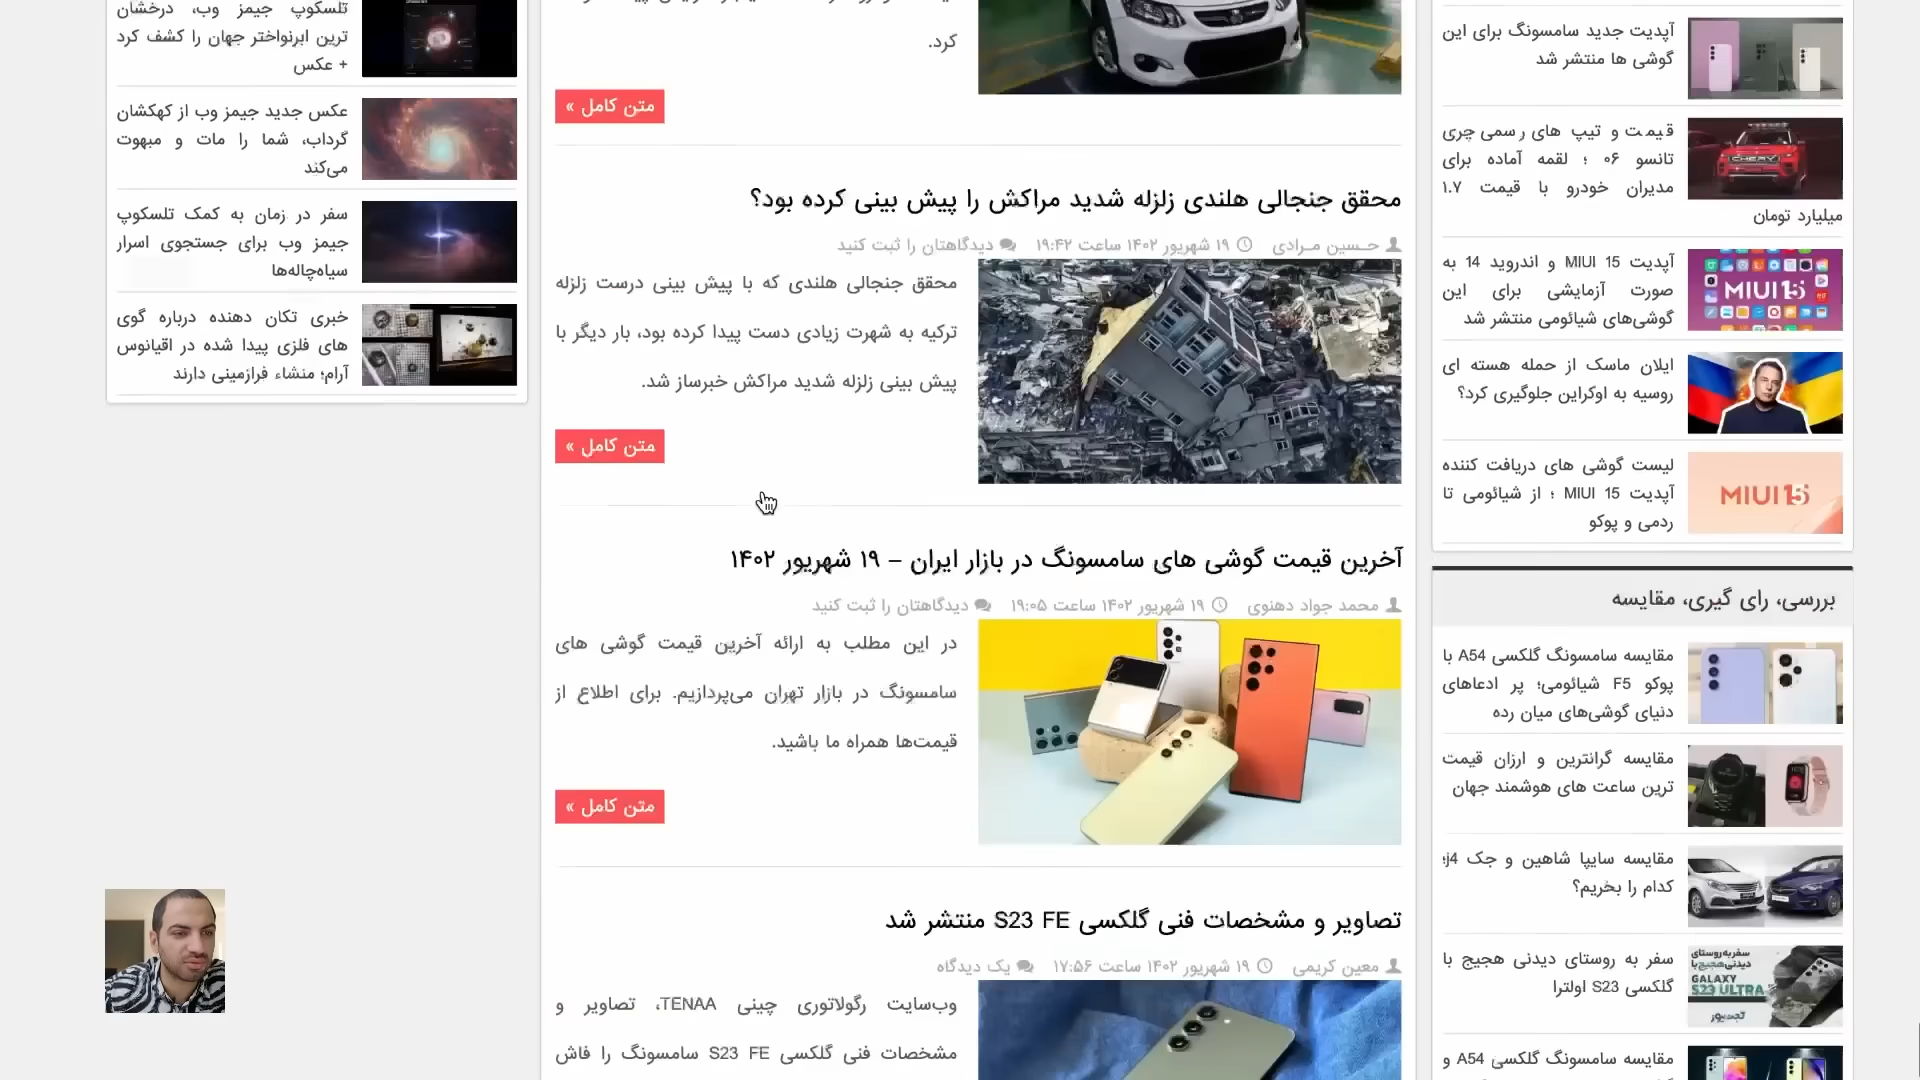 آپدیت جدید سامسونگ برای این
گوشی ها منتشر شد
قیمت و تیپ های رسمی چری
تانسو ۰۶ ؛ لقمه آماده برای
مدیران خودرو با قیمت ۱.۷
میلیارد تومان
CHERY
آپدیت MIUI 15 و اندروید 14 به
صورت آزمایشی برای این
گوشی‌های شیائومی منتشر شد
MIUI 15
ایلان ماسک از حمله هسته ای
روسیه به اوکراین جلوگیری کرد؟
لیست گوشی های دریافت کننده
آپدیت MIUI 15 ؛ از شیائومی تا
ردمی و پوکو
MIUI 15
بررسی، رای گیری، مقایسه
مقایسه سامسونگ گلکسی A54 با
پوکو F5 شیائومی؛ پر ادعاهای
دنیای گوشی‌های میان رده
مقایسه گرانترین و ارزان قیمت
ترین ساعت های هوشمند جهان
مقایسه سایپا شاهین و جک j4؛
کدام را بخریم؟
سفر به روستای دیدنی هجیج با
گلکسی S23 اولترا
سفر به روستای
دیدنی هجیج با
GALAXY
S23 ULTRA
مقایسه سامسونگ گلکسی A54 و
کرد.
متن کامل »
محقق جنجالی هلندی زلزله شدید مراکش را پیش بینی کرده بود؟
حسین مرادی ۱۹ شهریور ۱۴۰۲ ساعت ۱۹:۴۲ دیدگاهتان را ثبت کنید
محقق جنجالی هلندی که با پیش بینی درست زلزله
ترکیه به شهرت زیادی دست پیدا کرده بود، بار دیگر با
پیش بینی زلزله شدید مراکش خبرساز شد.
متن کامل »
آخرین قیمت گوشی های سامسونگ در بازار ایران – ۱۹ شهریور ۱۴۰۲
محمد جواد دهنوی ۱۹ شهریور ۱۴۰۲ ساعت ۱۹:۰۵ دیدگاهتان را ثبت کنید
در این مطلب به ارائه آخرین قیمت گوشی های
سامسونگ در بازار تهران می‌پردازیم. برای اطلاع از
قیمت‌ها همراه ما باشید.
متن کامل »
تصاویر و مشخصات فنی گلکسی S23 FE منتشر شد
معین کریمی ۱۹ شهریور ۱۴۰۲ ساعت ۱۷:۵۶ یک دیدگاه
وب‌سایت رگولاتوری چینی TENAA، تصاویر و
مشخصات فنی گلکسی S23 FE سامسونگ را فاش
تلسکوپ جیمز وب، درخشان
ترین ابرنواختر جهان را کشف کرد
+ عکس
عکس جدید جیمز وب از کهکشان
گرداب، شما را مات و مبهوت
می‌کند
سفر در زمان به کمک تلسکوپ
جیمز وب برای جستجوی اسرار
سیاه‌چاله‌ها
خبری تکان دهنده درباره گوی
های فلزی پیدا شده در اقیانوس
آرام؛ منشاء فرازمینی دارند